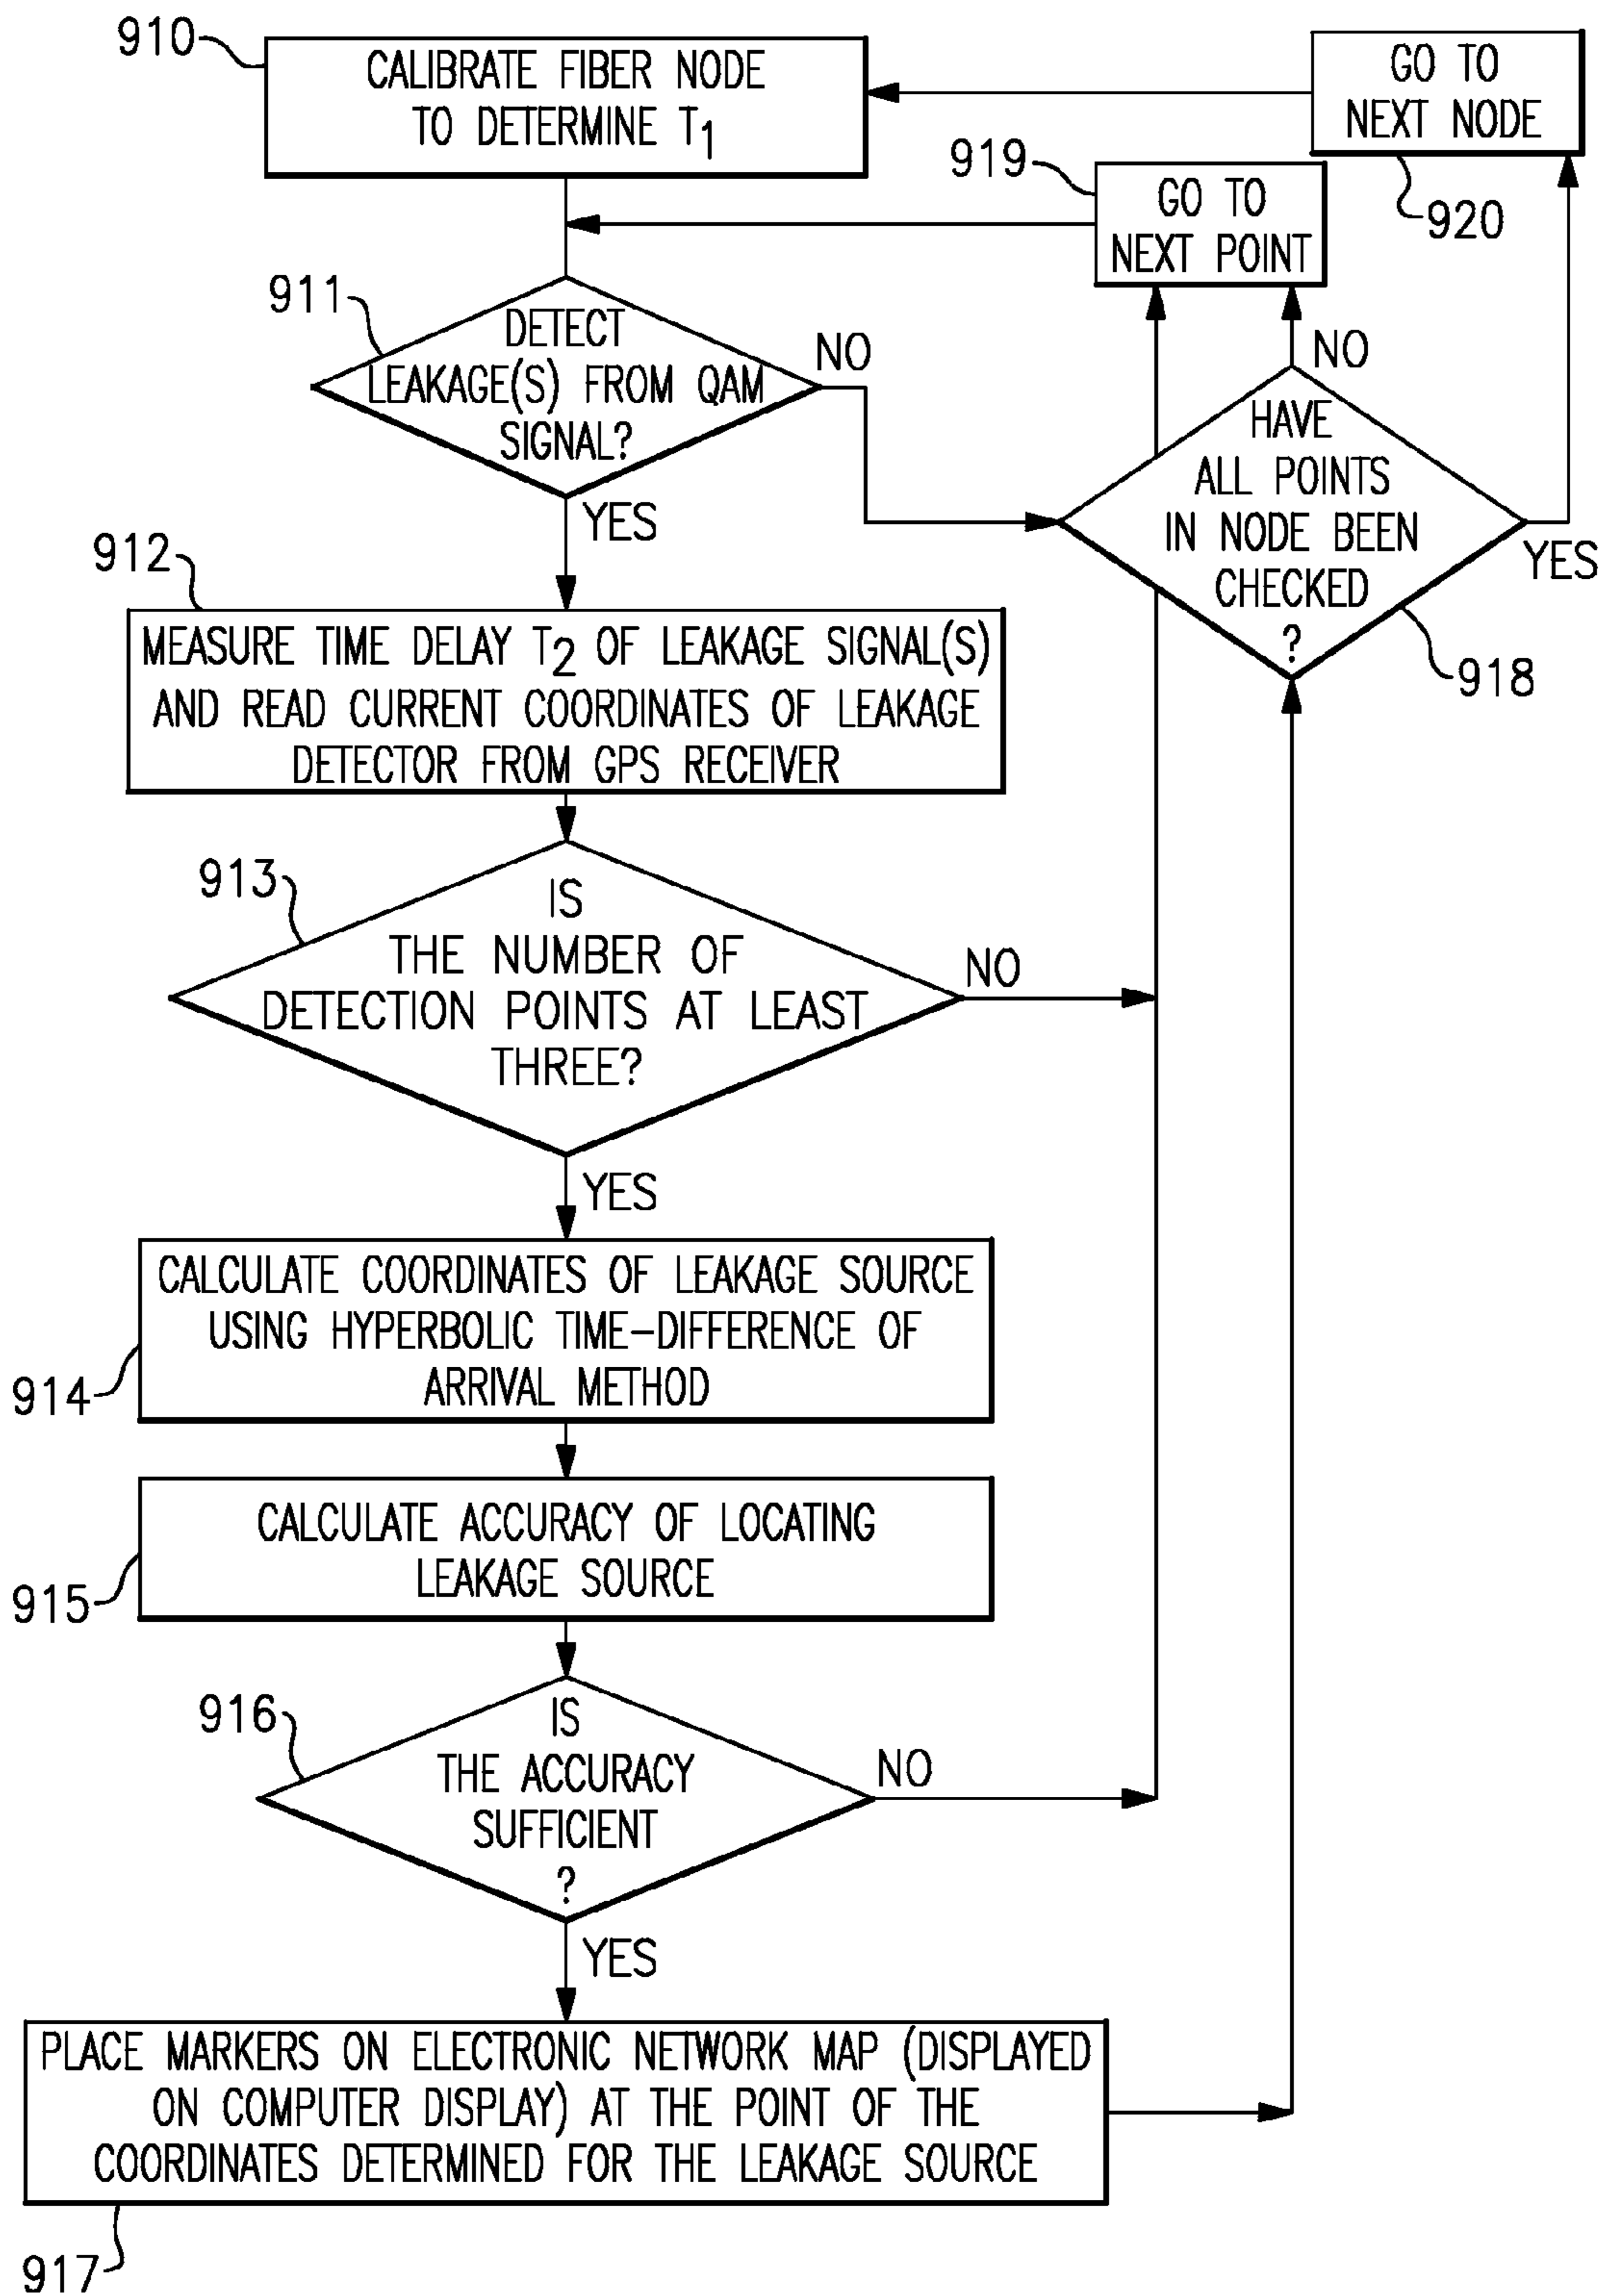 910
CALIBRATE FIBER NODE
TO DETERMINE T1
GO TO
NEXT NODE
920
919
GO TO
NEXT POINT
911
DETECT
LEAKAGE(S) FROM QAM
SIGNAL?
NO
YES
NO
HAVE
ALL POINTS
IN NODE BEEN
CHECKED
?
YES
918
912
MEASURE TIME DELAY T2 OF LEAKAGE SIGNAL(S)
AND READ CURRENT COORDINATES OF LEAKAGE
DETECTOR FROM GPS RECEIVER
913
IS
THE NUMBER OF
DETECTION POINTS AT LEAST
THREE?
NO
YES
CALCULATE COORDINATES OF LEAKAGE SOURCE
USING HYPERBOLIC TIME-DIFFERENCE OF
ARRIVAL METHOD
914
CALCULATE ACCURACY OF LOCATING
LEAKAGE SOURCE
915
916
IS
THE ACCURACY
SUFFICIENT
?
NO
YES
PLACE MARKERS ON ELECTRONIC NETWORK MAP (DISPLAYED
ON COMPUTER DISPLAY) AT THE POINT OF THE
COORDINATES DETERMINED FOR THE LEAKAGE SOURCE
917